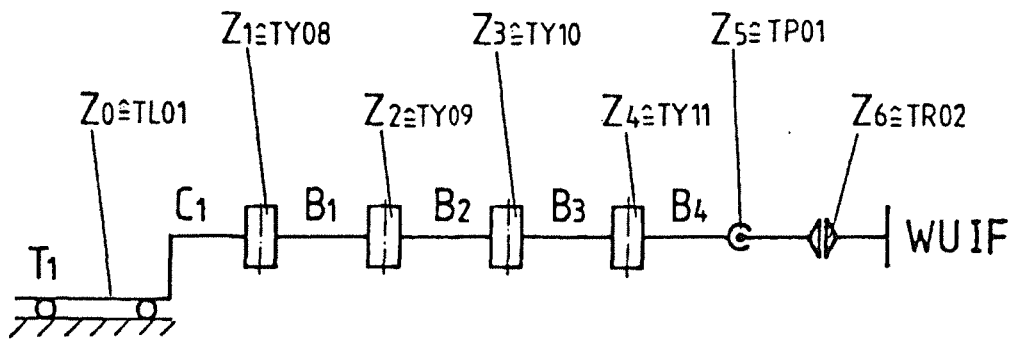 Z1≙TY08
Z3≙TY10
Z5≙TP01
Z0≙TL01
Z2≙TY09
Z4≙TY11
Z6≙TR02
C1
B1
B2
B3
B4
WUIF
T1